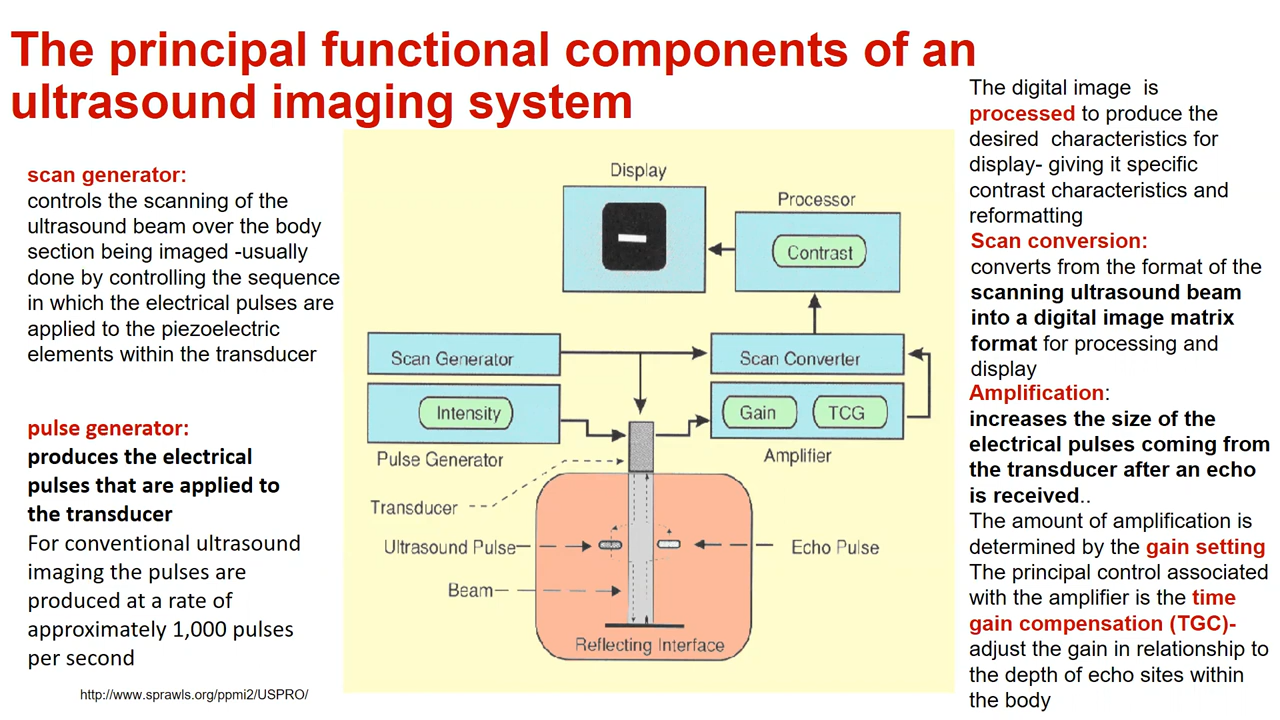 The principal functional components of an
ultrasound imaging system
scan generator:
controls the scanning of the
ultrasound beam over the body
section being imaged -usually
done by controlling the sequence
in which the electrical pulses are
applied to the piezoelectric
elements within the transducer
pulse generator:
produces the electrical
pulses that are applied to
the transducer
For conventional ultrasound
imaging the pulses are
produced at a rate of
approximately 1,000 pulses
per second
http://www.sprawls.org/ppmi2/USPRO/
Display
Processor
Contrast
Scan Generator
Scan Converter
Intensity
Gain
TCG
Pulse Generator
Amplifier
Transducer
Ultrasound Pulse
Echo Pulse
Beam
Reflecting Interface
The digital image is
processed to produce the
desired characteristics for
display- giving it specific
contrast characteristics and
reformatting
Scan conversion:
converts from the format of the
scanning ultrasound beam
into a digital image matrix
format for processing and
display
Amplification:
increases the size of the
electrical pulses coming from
the transducer after an echo
is received..
The amount of amplification is
determined by the gain setting
The principal control associated
with the amplifier is the time
gain compensation (TGC)-
adjust the gain in relationship to
the depth of echo sites within
the body